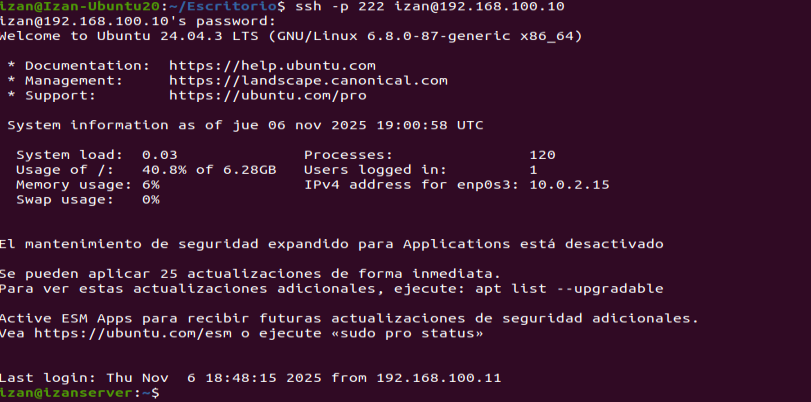 izan@Izan-Ubuntu20:~/Escritorio$ ssh -p 222 izan@192.168.100.10
izan@192.168.100.10's password:
Welcome to Ubuntu 24.04.3 LTS (GNU/Linux 6.8.0-87-generic x86_64)
* Documentation:  https://help.ubuntu.com
* Management:     https://landscape.canonical.com
* Support:        https://ubuntu.com/pro
System information as of jue 06 nov 2025 19:00:58 UTC
System load:  0.03               Processes:               120
Usage of /:   40.8% of 6.28GB   Users logged in:         1
Memory usage: 6%                 IPv4 address for enp0s3: 10.0.2.15
Swap usage:   0%
El mantenimiento de seguridad expandido para Applications está desactivado
Se pueden aplicar 25 actualizaciones de forma inmediata.
Para ver estas actualizaciones adicionales, ejecute: apt list --upgradable
Active ESM Apps para recibir futuras actualizaciones de seguridad adicionales.
Vea https://ubuntu.com/esm o ejecute «sudo pro status»
Last login: Thu Nov  6 18:48:15 2025 from 192.168.100.11
izan@izanserver:~$